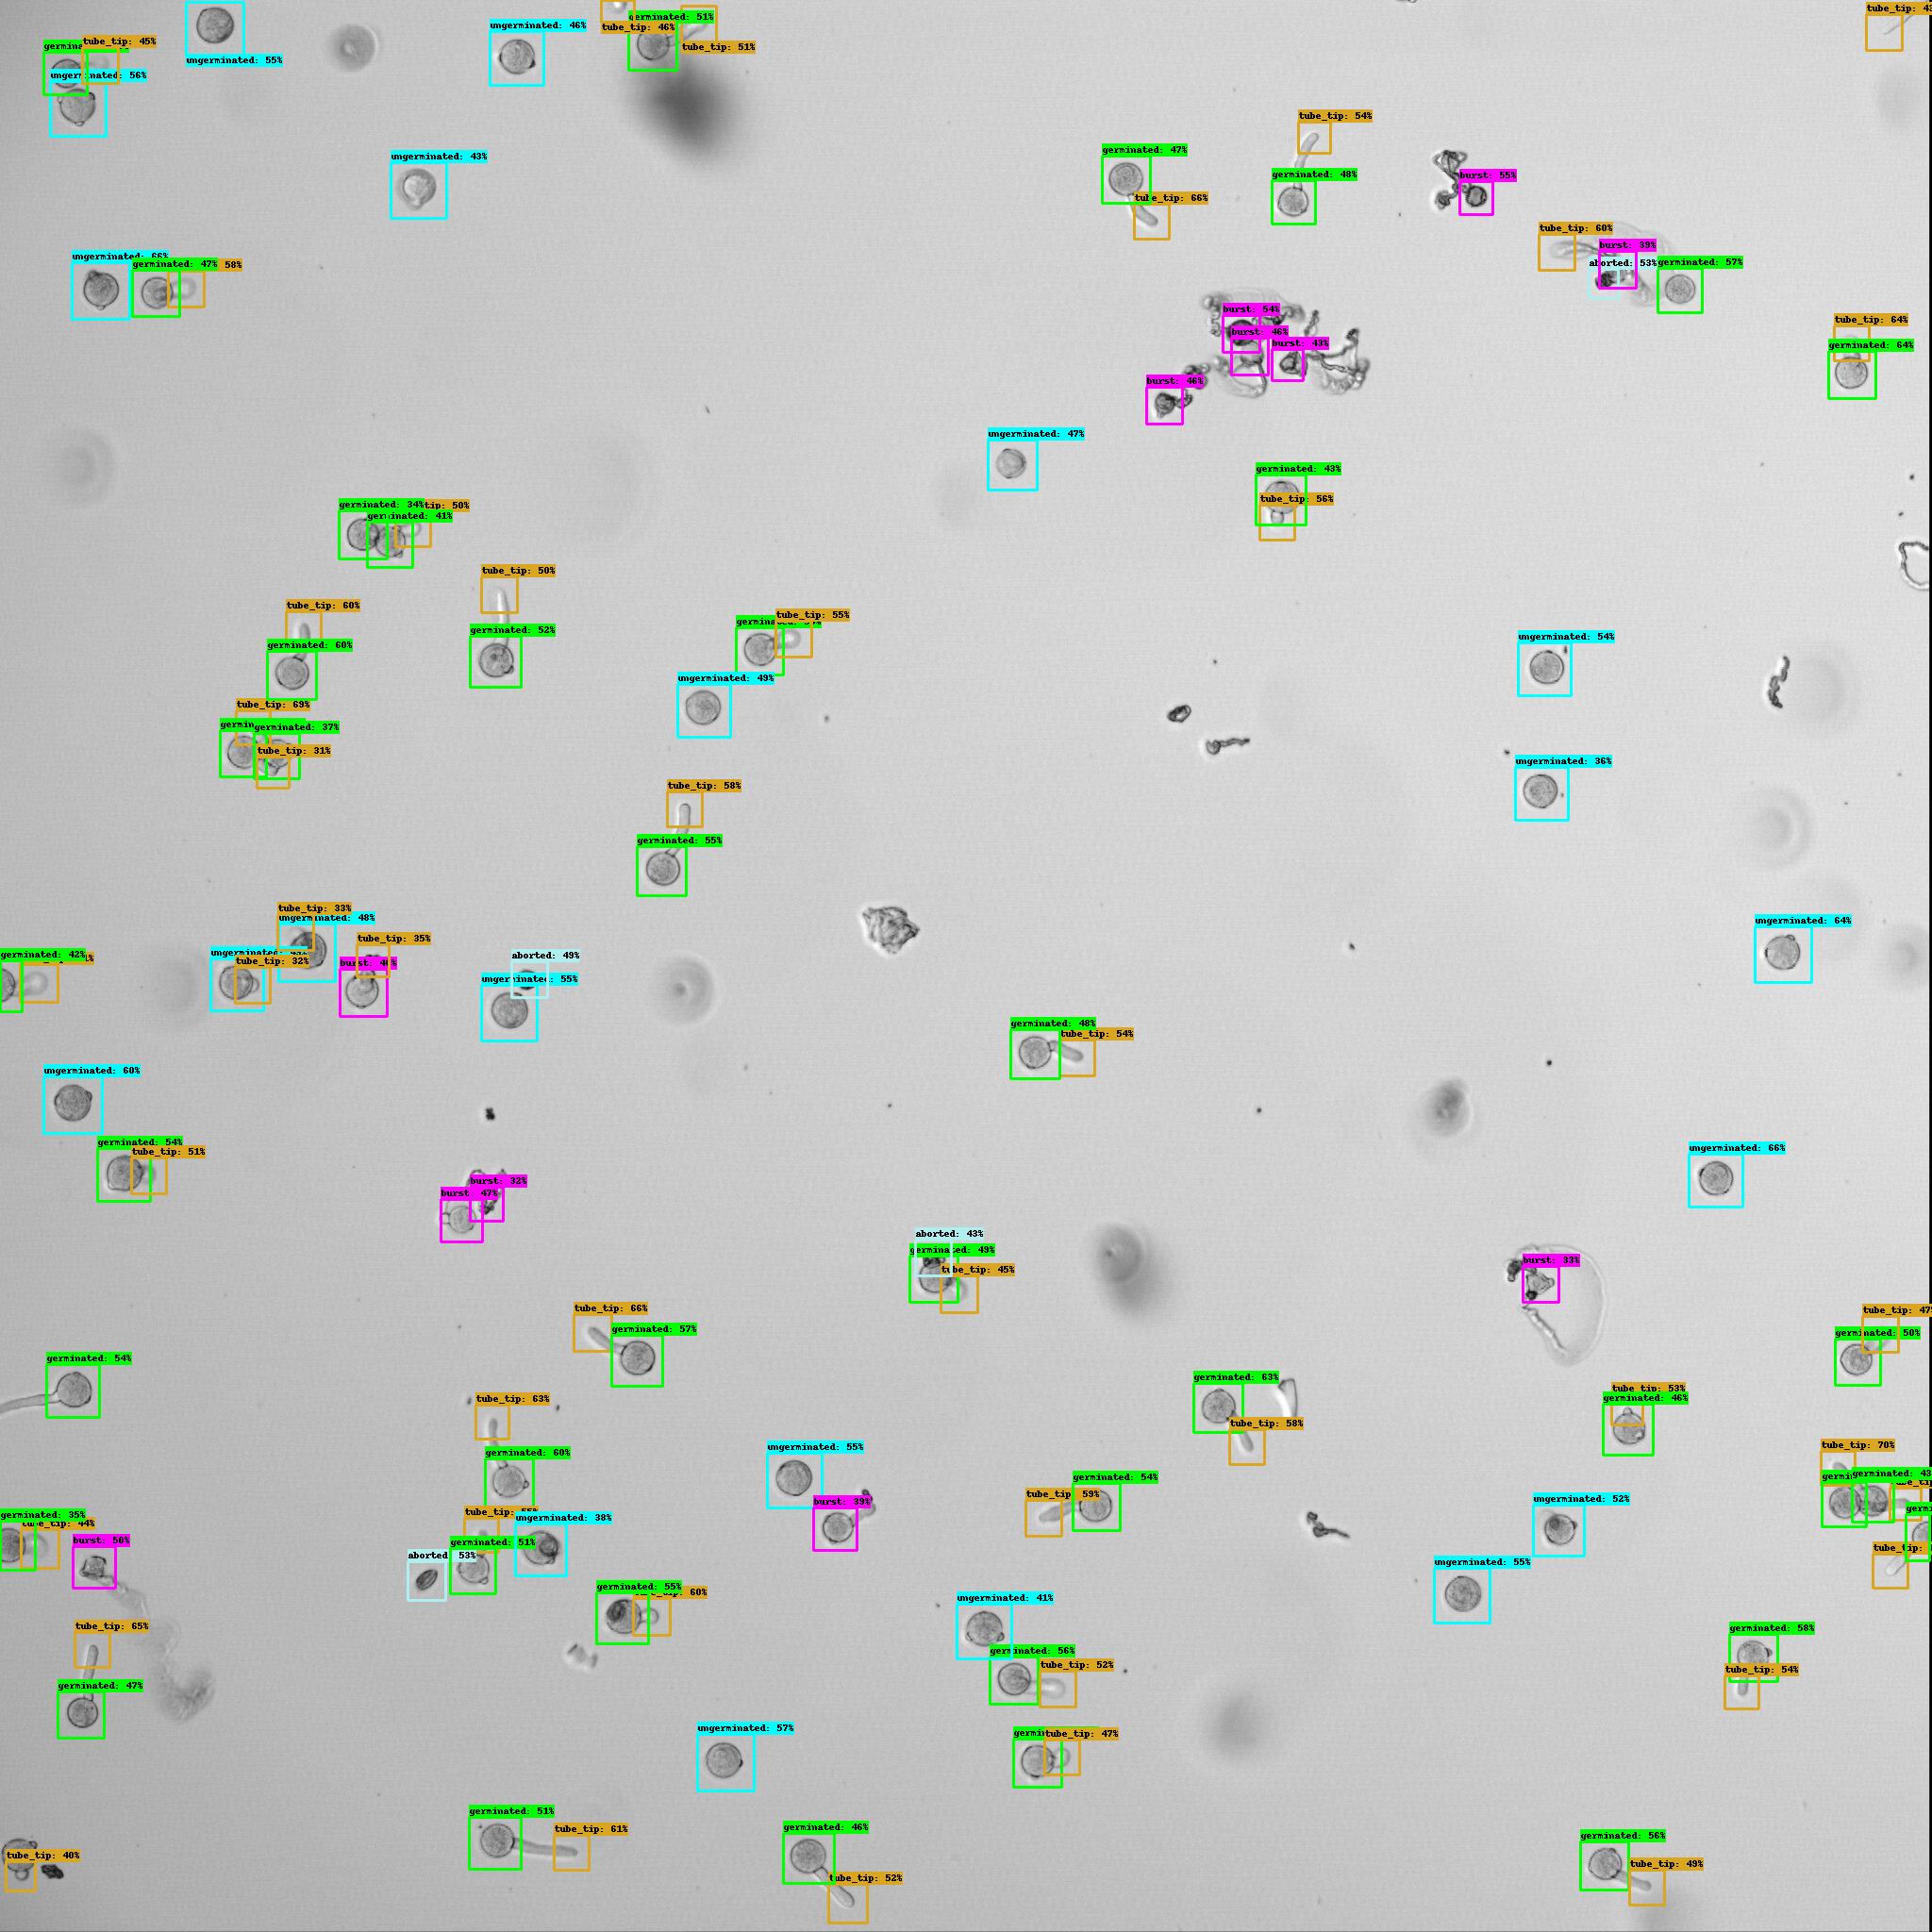 tube_tip: 45%
ungerminated: 56%
ungerminated: 55%
ungerminated: 46%
germinated: 51%
tube_tip: 46%
tube_tip: 51%
ungerminated: 43%
tube_tip: 54%
germinated: 47%
germinated: 48%
tube_tip: 66%
burst: 55%
tube_tip: 60%
burst: 39%
aborted: 53%
germinated: 57%
ungerminated: 66%
germinated: 47%
58%
burst: 54%
burst: 46%
burst: 43%
burst: 46%
tube_tip: 64%
germinated: 64%
ungerminated: 47%
germinated: 43%
tube_tip: 56%
germinated: 34%
tip: 50%
germinated: 41%
tube_tip: 50%
germinated: 52%
tube_tip: 60%
germinated: 60%
tube_tip: 55%
ungerminated: 49%
ungerminated: 54%
tube_tip: 69%
germinated: 37%
tube_tip: 31%
ungerminated: 36%
tube_tip: 58%
germinated: 55%
tube_tip: 33%
ungerminated: 48%
tube_tip: 35%
germinated: 42%
tube_tip: 32%
aborted: 49%
ungerminated: 55%
ungerminated: 64%
germinated: 48%
tube_tip: 54%
ungerminated: 60%
germinated: 54%
tube_tip: 51%
ungerminated: 66%
burst: 32%
burst: 47%
aborted: 43%
germinated: 49%
tube_tip: 45%
burst: 33%
tube_tip: 66%
germinated: 57%
tube_tip: 47%
germinated: 50%
germinated: 54%
germinated: 63%
tube_tip: 58%
tube_tip: 53%
germinated: 46%
tube_tip: 63%
germinated: 60%
ungerminated: 55%
burst: 39%
tube_tip: 59%
germinated: 54%
tube_tip: 70%
ungerminated: 52%
germinated: 35%
tube_tip: 44%
burst: 50%
ungerminated: 38%
germinated: 51%
aborted: 53%
ungerminated: 55%
germinated: 55%
tube_tip: 60%
ungerminated: 41%
germinated: 56%
tube_tip: 52%
germinated: 58%
tube_tip: 54%
tube_tip: 65%
germinated: 47%
ungerminated: 57%
tube_tip: 47%
germinated: 51%
tube_tip: 61%
germinated: 46%
tube_tip: 52%
germinated: 56%
tube_tip: 49%
tube_tip: 40%